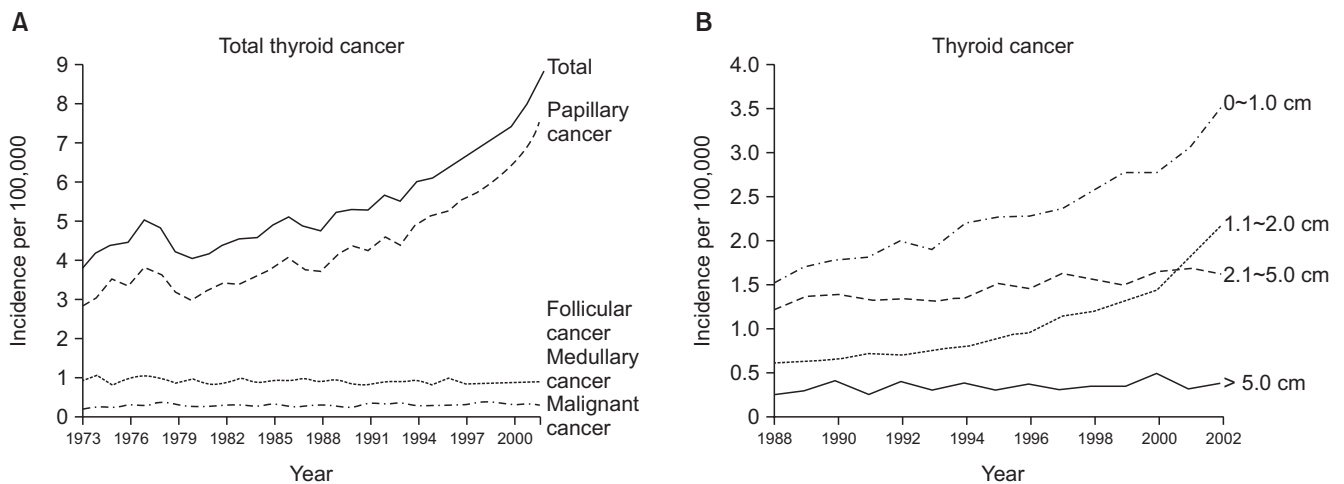 A
Total thyroid cancer
Incidence per 100,000
9
8
7
6
5
4
3
2
1
0
Total
Papillary
cancer
Follicular
cancer
Medullary
cancer
Malignant
cancer
1973 1976 1979 1982 1985 1988 1991 1994 1997 2000
Year
B
Thyroid cancer
Incidence per 100,000
4.0
3.5
3.0
2.5
2.0
1.5
1.0
0.5
0
0~1.0 cm
1.1~2.0 cm
2.1~5.0 cm
> 5.0 cm
1988 1990 1992 1994 1996 1998 2000 2002
Year